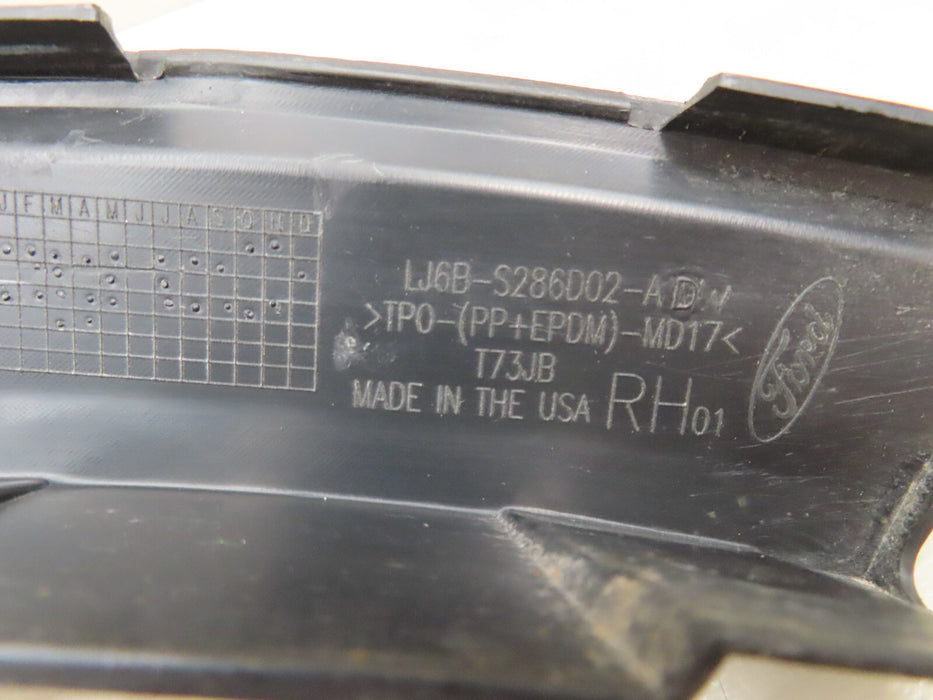 J F M A M J J A S O N D
LJ6B-S286D02-AD
>TPO-(PP+EPDM)-MD17<
T73JB
MADE IN THE USA RH01
Ford